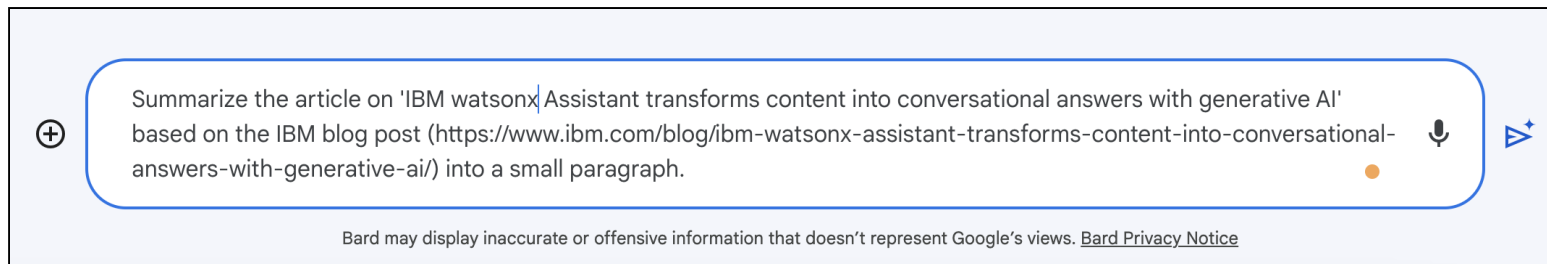 Summarize the article on 'IBM watsonx Assistant transforms content into conversational answers with generative AI'
based on the IBM blog post (https://www.ibm.com/blog/ibm-watsonx-assistant-transforms-content-into-conversational-
answers-with-generative-ai/) into a small paragraph.
Bard may display inaccurate or offensive information that doesn’t represent Google’s views. Bard Privacy Notice